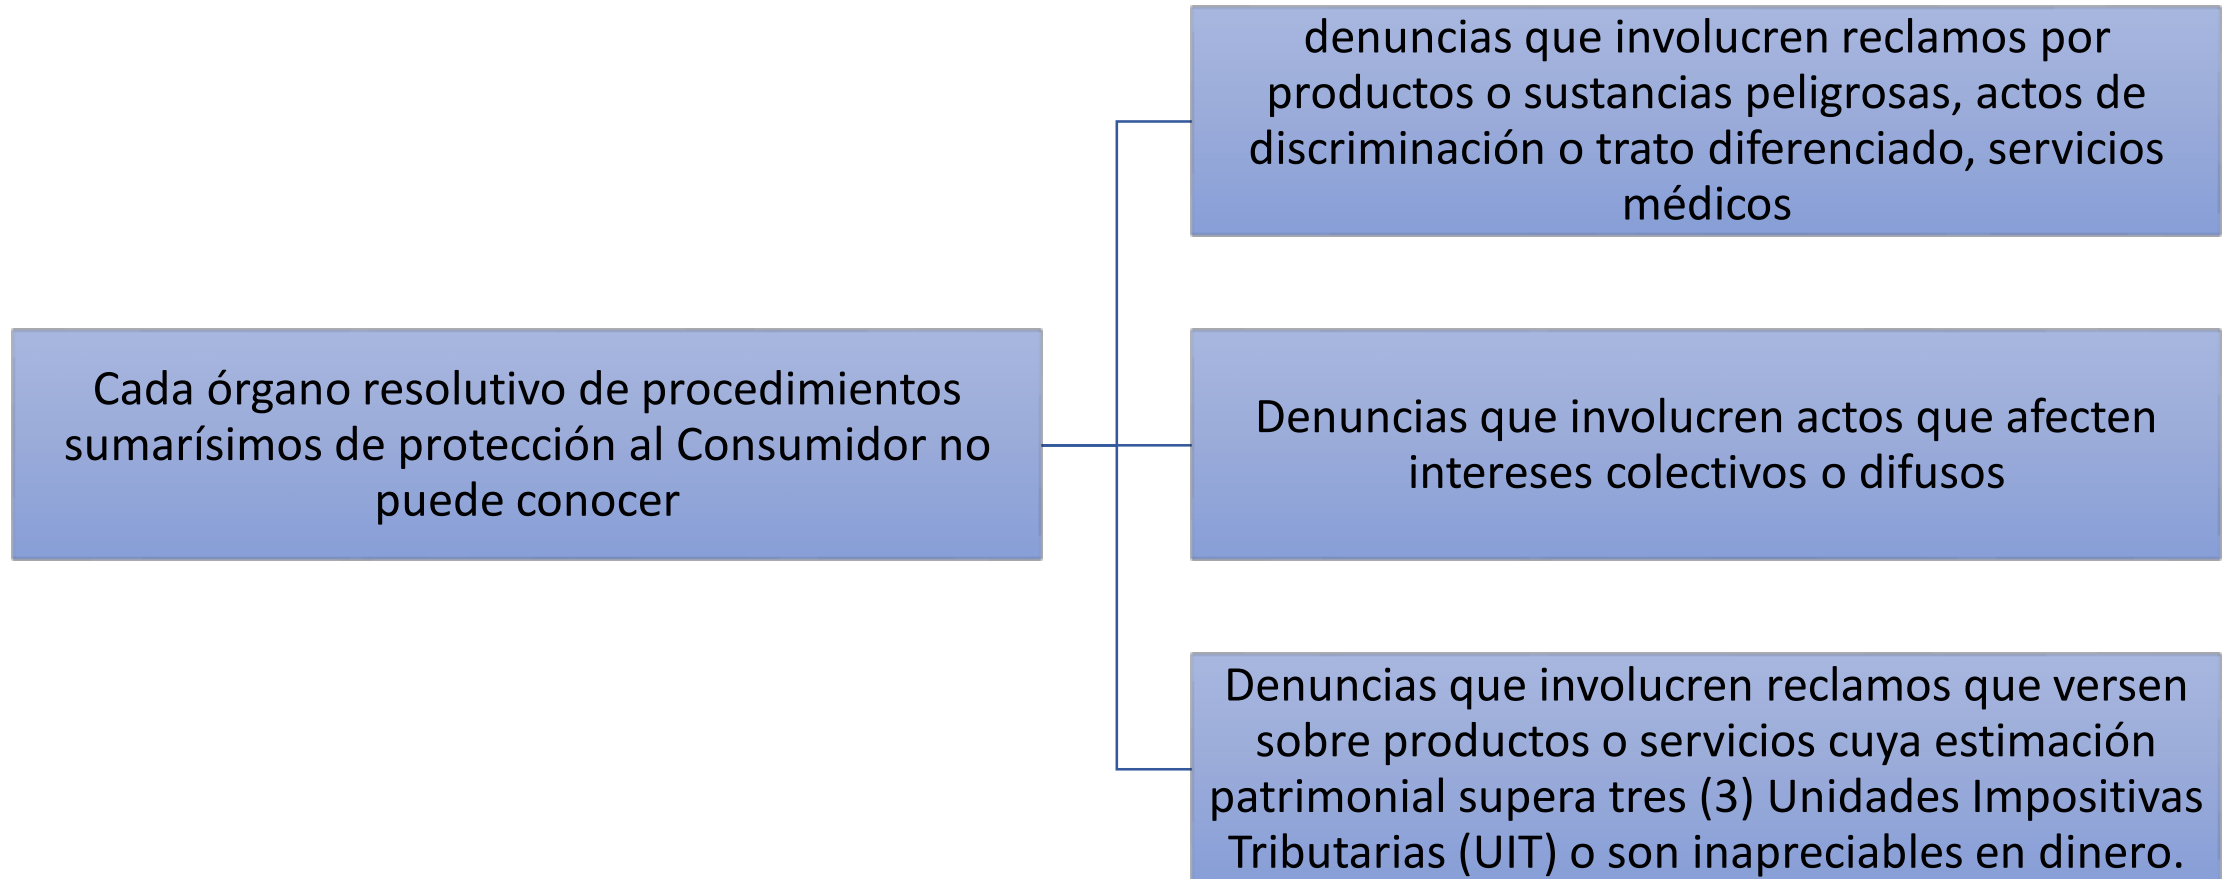 denuncias que involucren reclamos por
productos o sustancias peligrosas, actos de
discriminación o trato diferenciado, servicios
médicos
Cada órgano resolutivo de procedimientos
sumarísimos de protección al Consumidor no
puede conocer
Denuncias que involucren actos que afecten
intereses colectivos o difusos
Denuncias que involucren reclamos que versen
sobre productos o servicios cuya estimación
patrimonial supera tres (3) Unidades Impositivas
Tributarias (UIT) o son inapreciables en dinero.